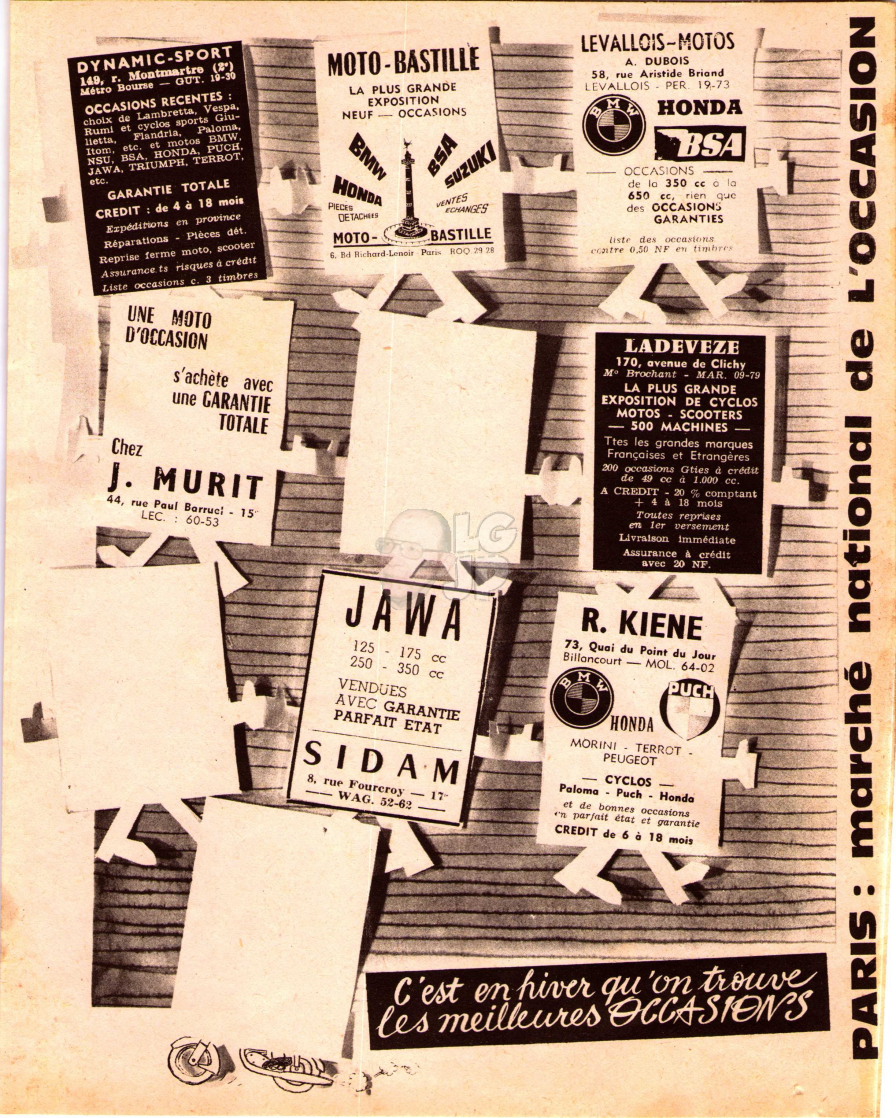 DYNAMIC-SPORT
149, r. Montmartre (2e)
Métro Bourse — GUT. 19-30
OCCASIONS RECENTES :
choix de Lambretta, Vespa,
Rumi et cyclos sports Giu-
lietta, Flandria, Paloma,
Itom, etc. et motos BMW,
NSU, BSA, HONDA, PUCH,
JAWA, TRIUMPH, TERROT,
etc.
GARANTIE TOTALE
CREDIT : de 4 à 18 mois
Expéditions en province
Réparations - Pièces dét.
Reprise ferme moto, scooter
Assurance ts risques à crédit
Liste occasions c. 3 timbres
MOTO-BASTILLE
LA PLUS GRANDE
EXPOSITION
NEUF — OCCASIONS
BMW
BSA
HONDA
SUZUKI
PIECES
DETACHEES
VENTES
ECHANGES
MOTO- BASTILLE
6, Bd Richard-Lenoir - Paris ROQ. 29-28
LEVALLOIS-MOTOS
A. DUBOIS
58, rue Aristide Briand
LEVALLOIS - PER. 19-73
BMW
HONDA
BSA
— OCCASIONS —
de la 350 cc à la
650 cc, rien que
des OCCASIONS
GARANTIES
liste des occasions
contre 0,50 NF en timbres
UNE MOTO
D'OCCASION
s'achète avec
une GARANTIE
TOTALE
Chez
J. MURIT
44, rue Paul Barruel - 15e
LEC. : 60-53
LADEVEZE
170, avenue de Clichy
Mo Brochant - MAR. 09-79
LA PLUS GRANDE
EXPOSITION DE CYCLOS
MOTOS - SCOOTERS
— 500 MACHINES —
Ttes les grandes marques
Françaises et Etrangères
200 occasions Gties à crédit
de 49 cc à 1.000 cc.
A CREDIT - 20 % comptant
+ 4 à 18 mois
Toutes reprises
en 1er versement
Livraison immédiate
Assurance à crédit
avec 20 NF.
JAWA
125 - 175 cc
250 - 350 cc
VENDUES
AVEC GARANTIE
PARFAIT ETAT
SIDAM
8, rue Fourcroy — 17e
— WAG. 52-62 —
R. KIENE
73, Quai du Point du Jour
Billancourt — MOL. 64-02
BMW
PUCH
HONDA
MORINI - TERROT -
PEUGEOT
— CYCLOS —
Paloma - Puch - Honda
et de bonnes occasions
en parfait état et garantie
CREDIT de 6 à 18 mois
C'est en hiver qu'on trouve
les meilleures OCCASIONS
PARIS : marché national de L'OCCASION